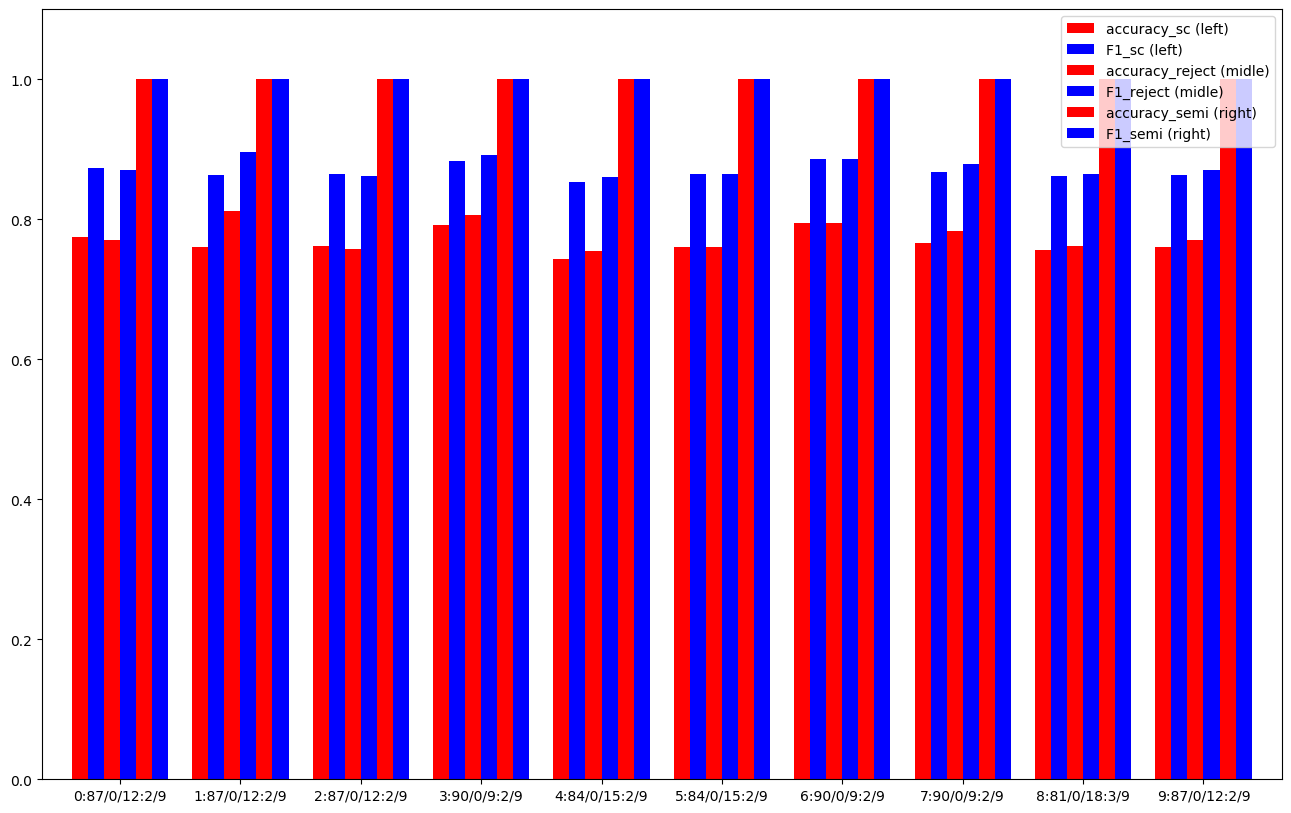 accuracy_sc (left)
F1_sc (left)
accuracy_reject (midle)
F1_reject (midle)
accuracy_semi (right)
F1_semi (right)
1.0
0.8
0.6
0.4
0.2
0.0
0:87/0/12:2/9 1:87/0/12:2/9 2:87/0/12:2/9 3:90/0/9:2/9 4:84/0/15:2/9 5:84/0/15:2/9 6:90/0/9:2/9 7:90/0/9:2/9 8:81/0/18:3/9 9:87/0/12:2/9